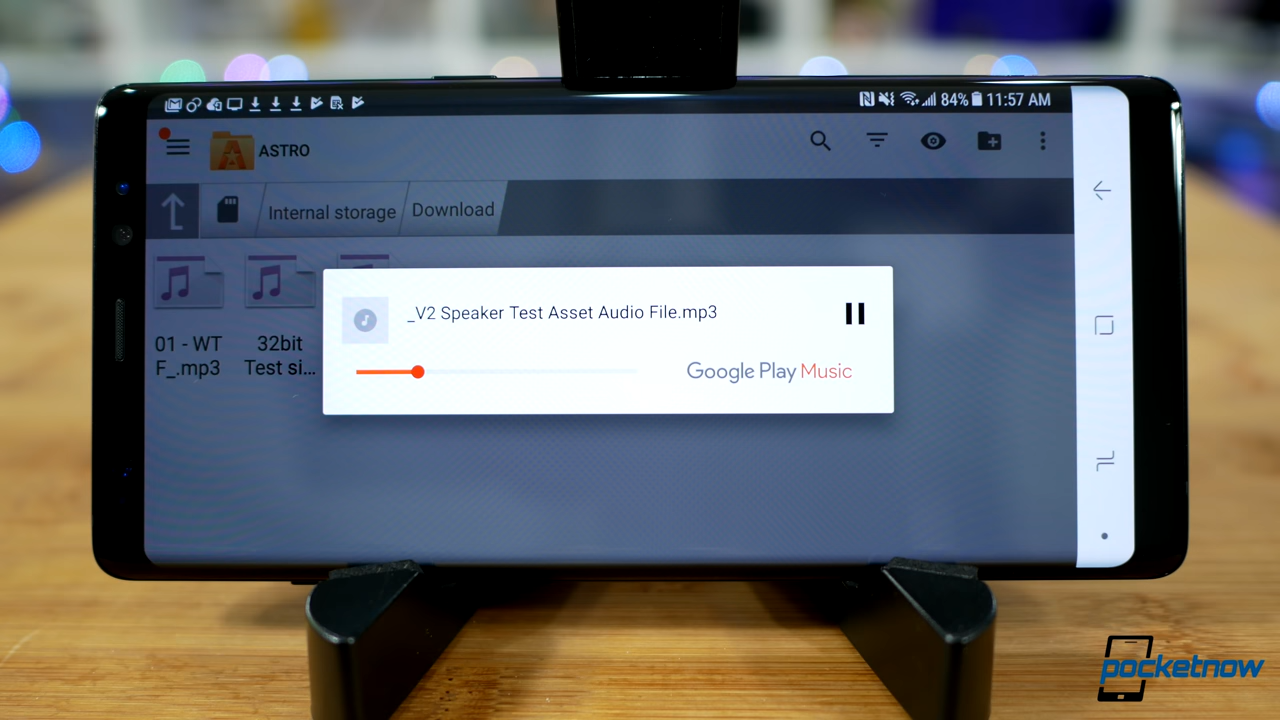 84% 11:57 AM
ASTRO
Internal storage
Download
01 - WT
F_.mp3
32bit
Test si...
_V2 Speaker Test Asset Audio File.mp3
Google Play Music
pocketnow